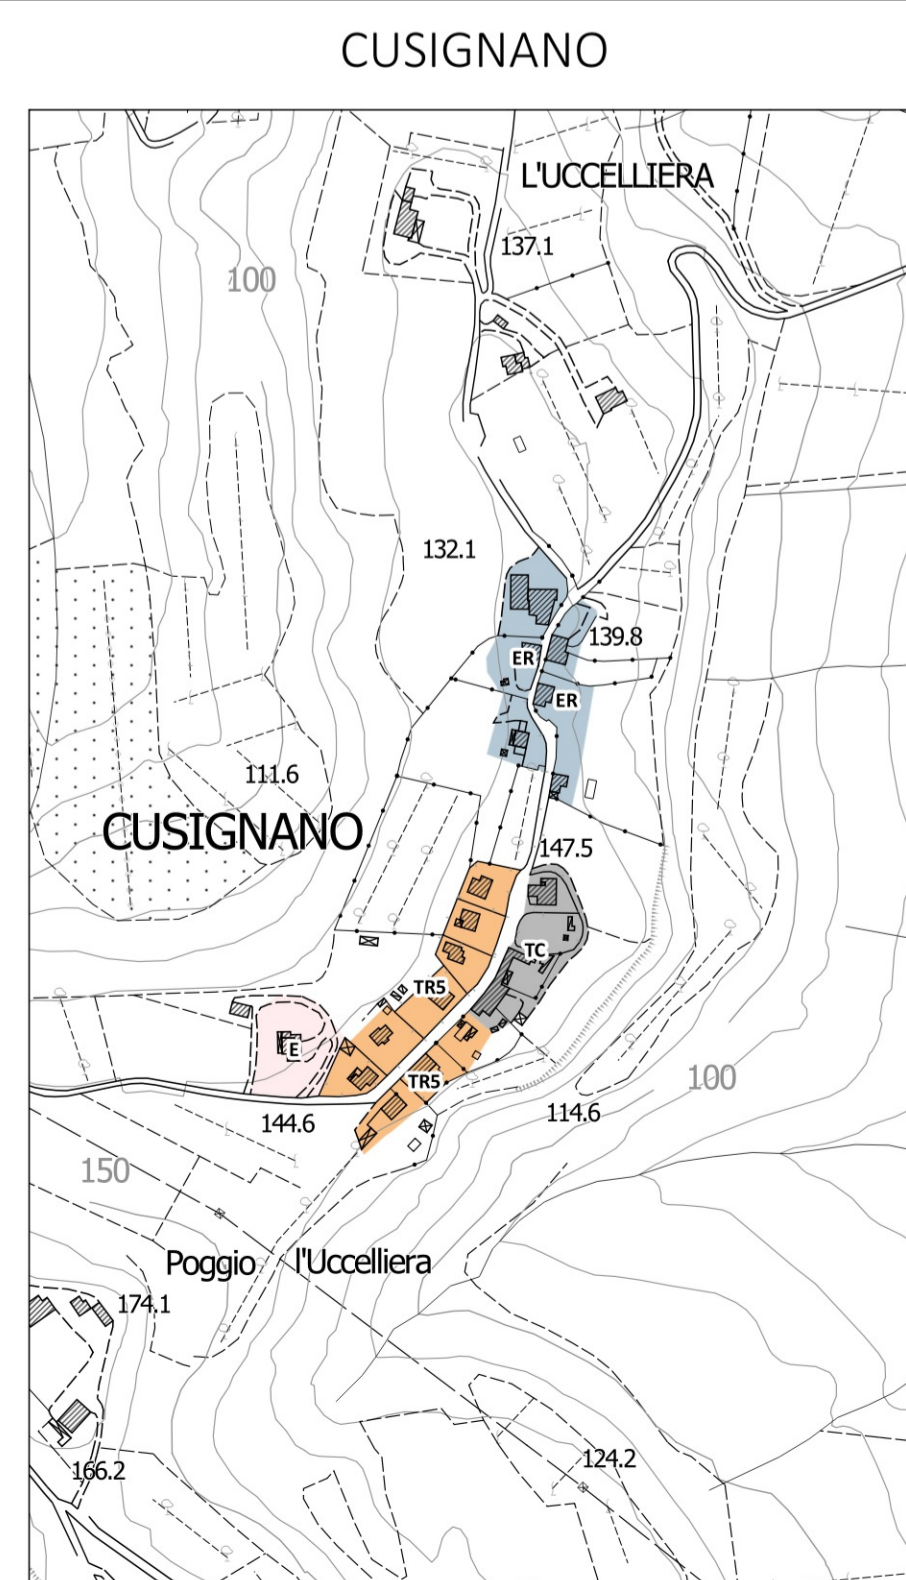 CUSIGNANO
L'UCCELLIERA
137.1
100
132.1
139.8
ER
ER
111.6
CUSIGNANO
147.5
TC
TR5
E
TR5
100
144.6
114.6
150
Poggio l'Uccelliera
174.1
124.2
166.2